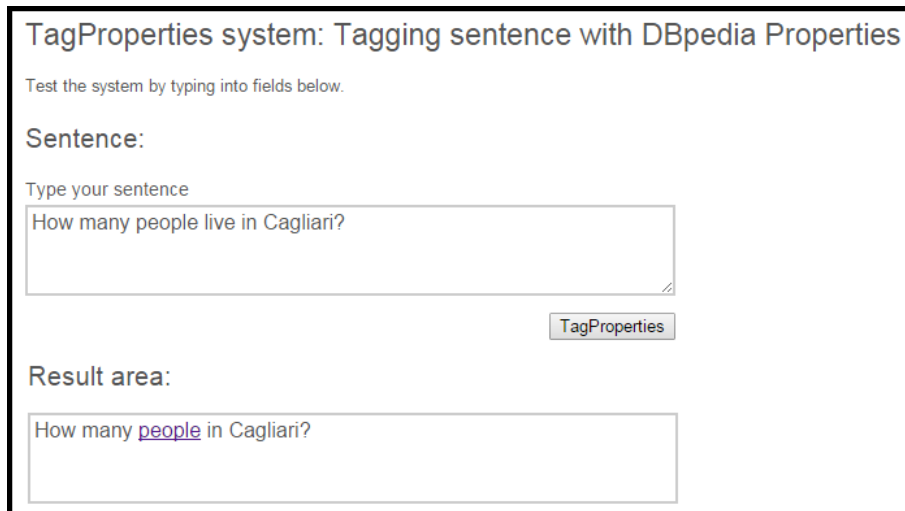 TagProperties system: Tagging sentence with DBpedia Properties
Test the system by typing into fields below.
Sentence:
Type your sentence
How many people live in Cagliari?
TagProperties
Result area:
How many people in Cagliari?